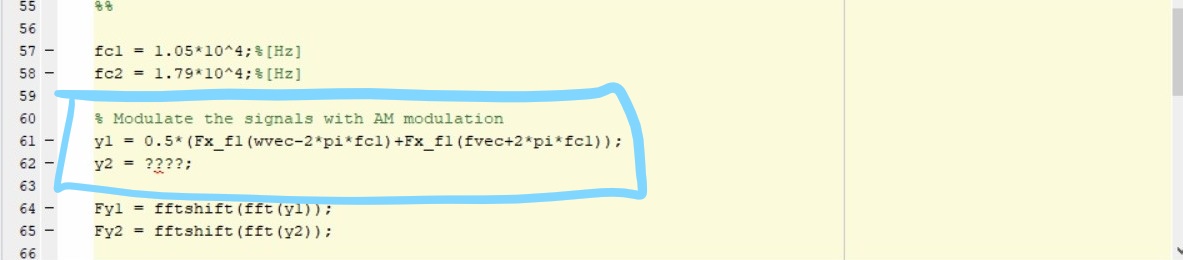 55 %%
56
57 - fc1 = 1.05*10^4;%[Hz]
58 - fc2 = 1.79*10^4;%[Hz]
59
60 % Modulate the signals with AM modulation
61 - y1 = 0.5*(Fx_f1(wvec-2*pi*fc1)+Fx_f1(fvec+2*pi*fc1));
62 - y2 = ????;
63
64 - Fy1 = fftshift(fft(y1));
65 - Fy2 = fftshift(fft(y2));
66